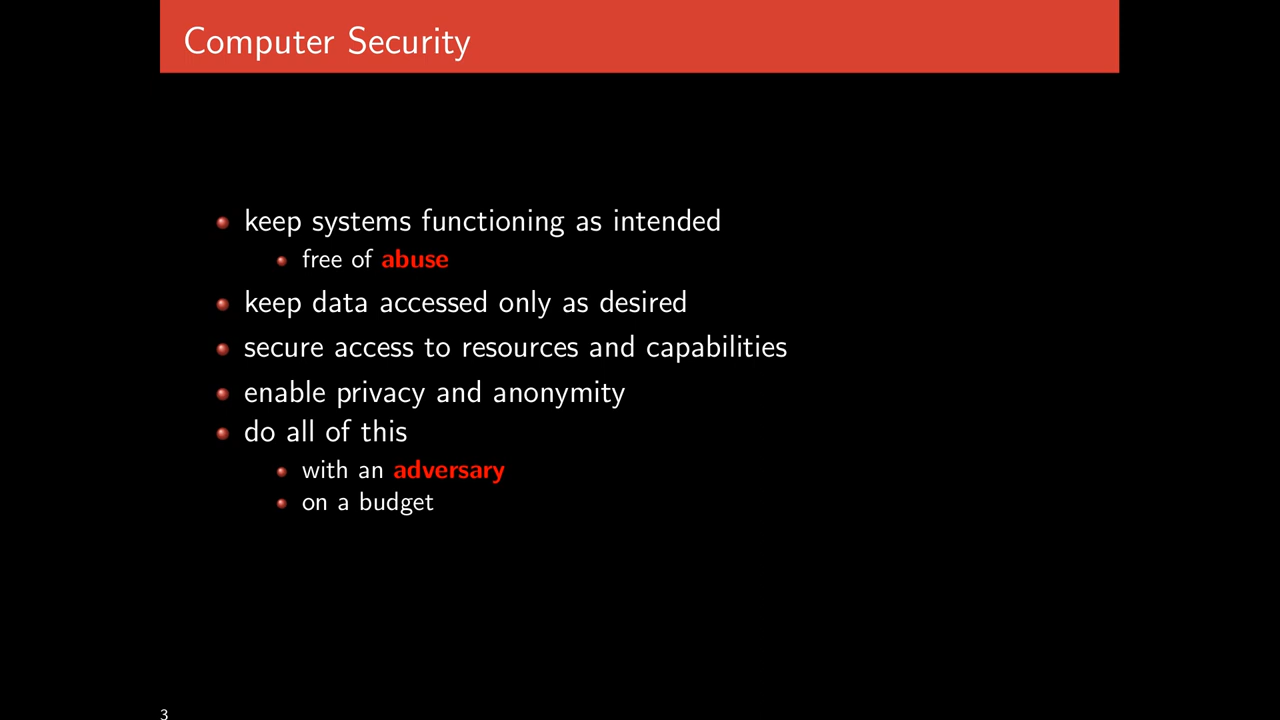 Computer Security
keep systems functioning as intended
free of abuse
keep data accessed only as desired
secure access to resources and capabilities
enable privacy and anonymity
do all of this
with an adversary
on a budget
3